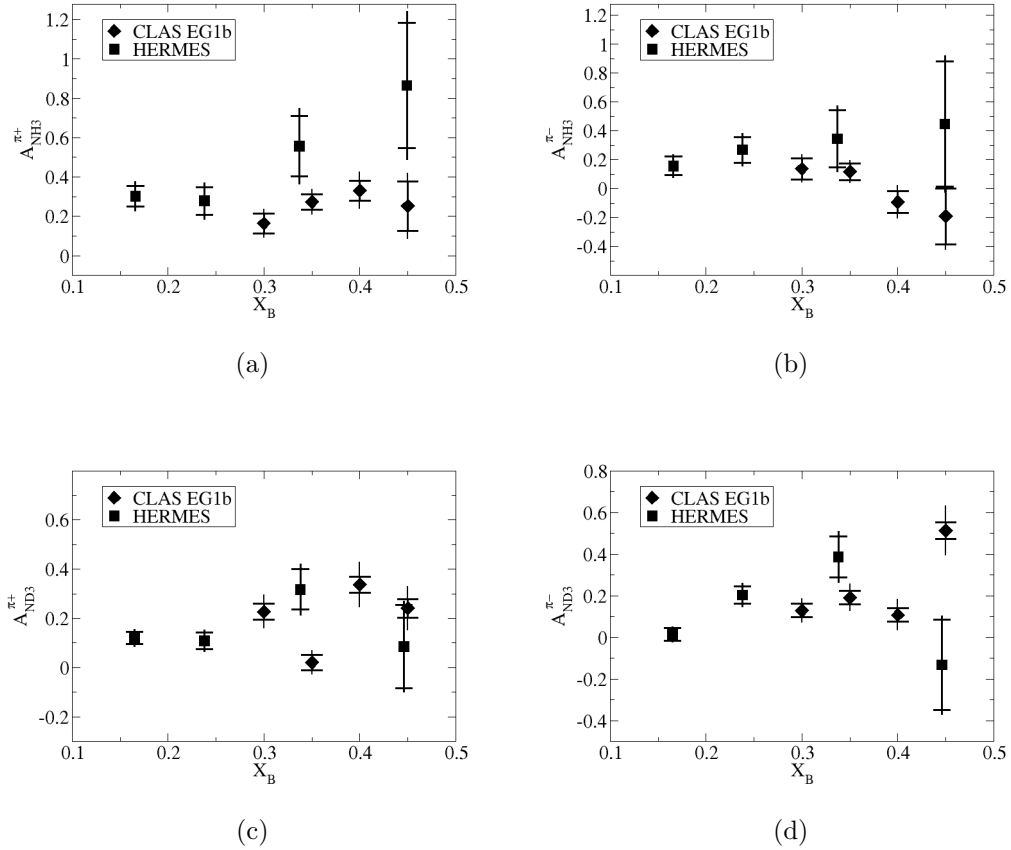 CLAS EG1b
HERMES
1.2
1
0.8
0.6
0.4
0.2
0
A^{π+}_{NH3}
0.1
0.2
0.3
0.4
0.5
X_B
(a)
CLAS EG1b
HERMES
1.2
1
0.8
0.6
0.4
0.2
0
-0.2
-0.4
A^{π−}_{NH3}
0.1
0.2
0.3
0.4
0.5
X_B
(b)
CLAS EG1b
HERMES
0.6
0.4
0.2
0
-0.2
A^{π+}_{ND3}
0.1
0.2
0.3
0.4
0.5
X_B
(c)
CLAS EG1b
HERMES
0.8
0.6
0.4
0.2
0
-0.2
-0.4
A^{π−}_{ND3}
0.1
0.2
0.3
0.4
0.5
X_B
(d)